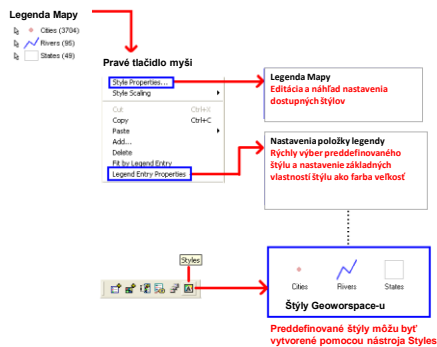 Legenda Mapy
Cities (3704)
Rivers (95)
States (49)
Pravé tlačidlo myši
Style Properties...
Style Scaling
Cut Ctrl+X
Copy Ctrl+C
Paste
Add...
Delete
Fit by Legend Entry
Legend Entry Properties
Legenda Mapy
Editácia a náhľad nastavenia
dostupných štýlov
Nastavenia položky legendy
Rýchly výber preddefinovaného
štýlu a nastavenie základných
vlastností štýlu ako farba veľkosť
Styles
Cities Rivers States
Štýly Geoworspace-u
Preddefinované štýly môžu byť
vytvorené pomocou nástroja Styles